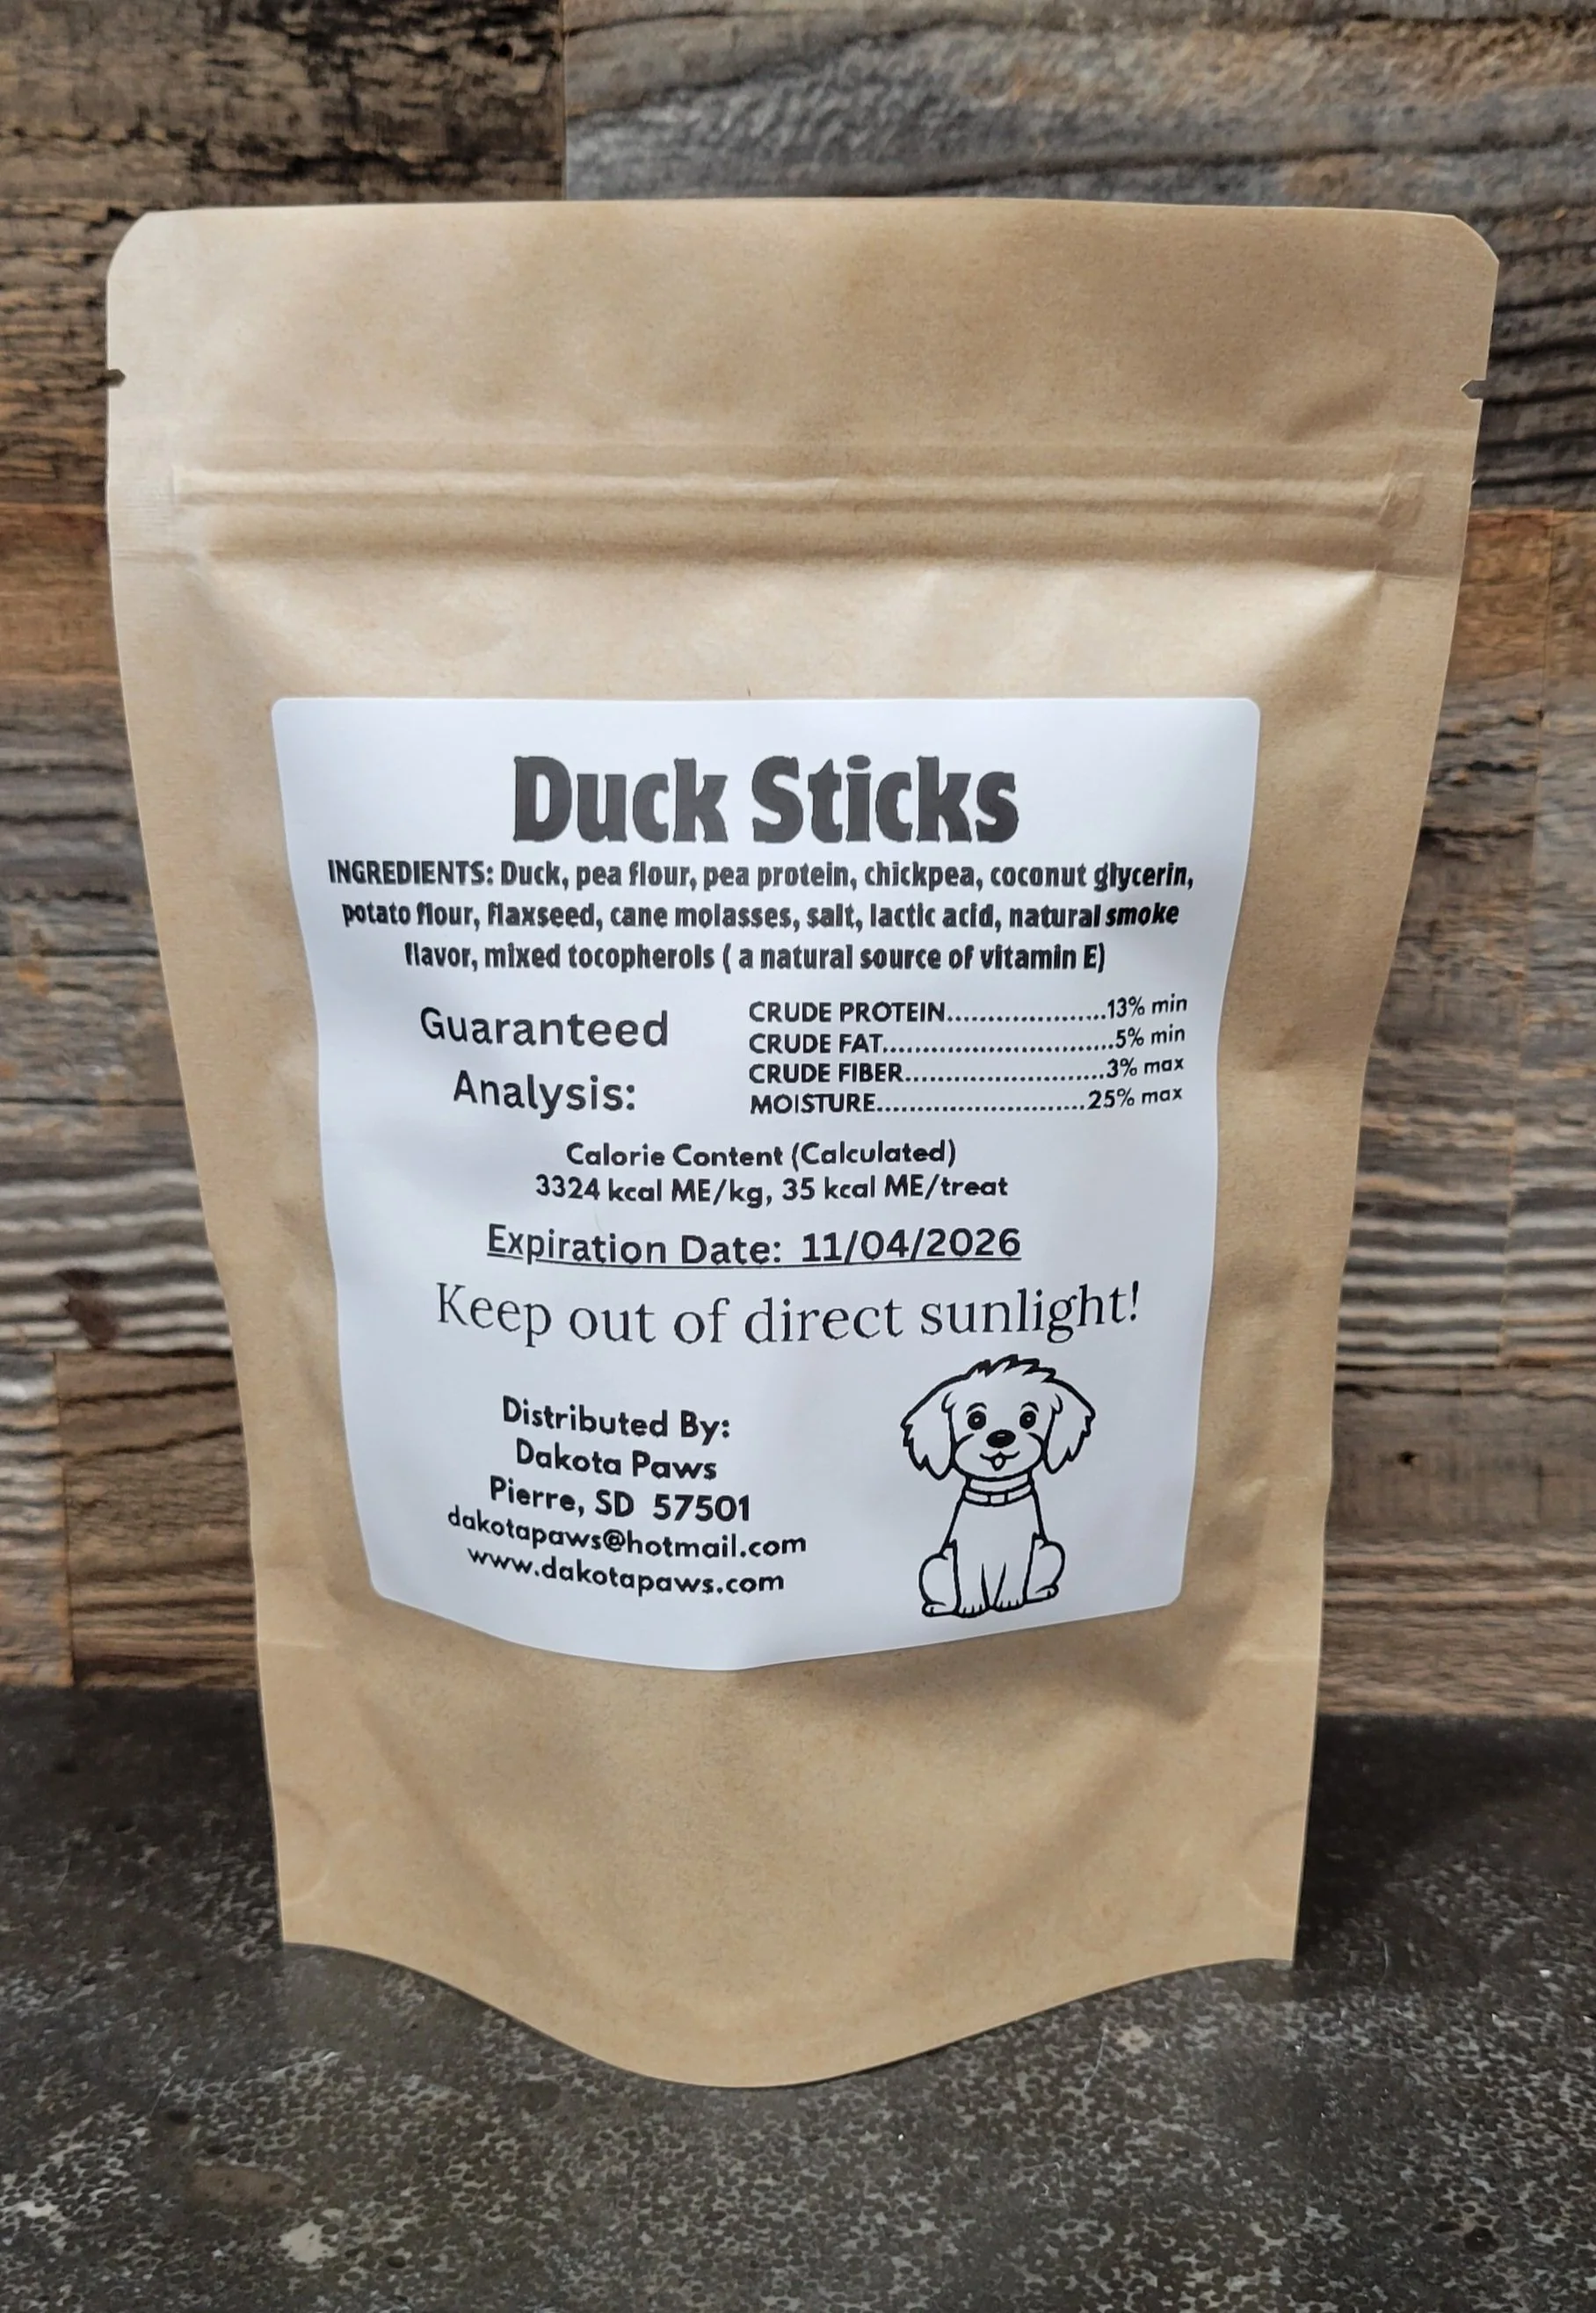 Duck Sticks
INGREDIENTS: Duck, pea flour, pea protein, chickpea, coconut glycerin,
potato flour, flaxseed, cane molasses, salt, lactic acid, natural smoke
flavor, mixed tocopherols ( a natural source of vitamin E)
Guaranteed
Analysis:
CRUDE PROTEIN....................13% min
CRUDE FAT............................5% min
CRUDE FIBER........................3% max
MOISTURE.........................25% max
Calorie Content (Calculated)
3324 kcal ME/kg, 35 kcal ME/treat
Expiration Date: 11/04/2026
Keep out of direct sunlight!
Distributed By:
Dakota Paws
Pierre, SD 57501
dakotapaws@hotmail.com
www.dakotapaws.com